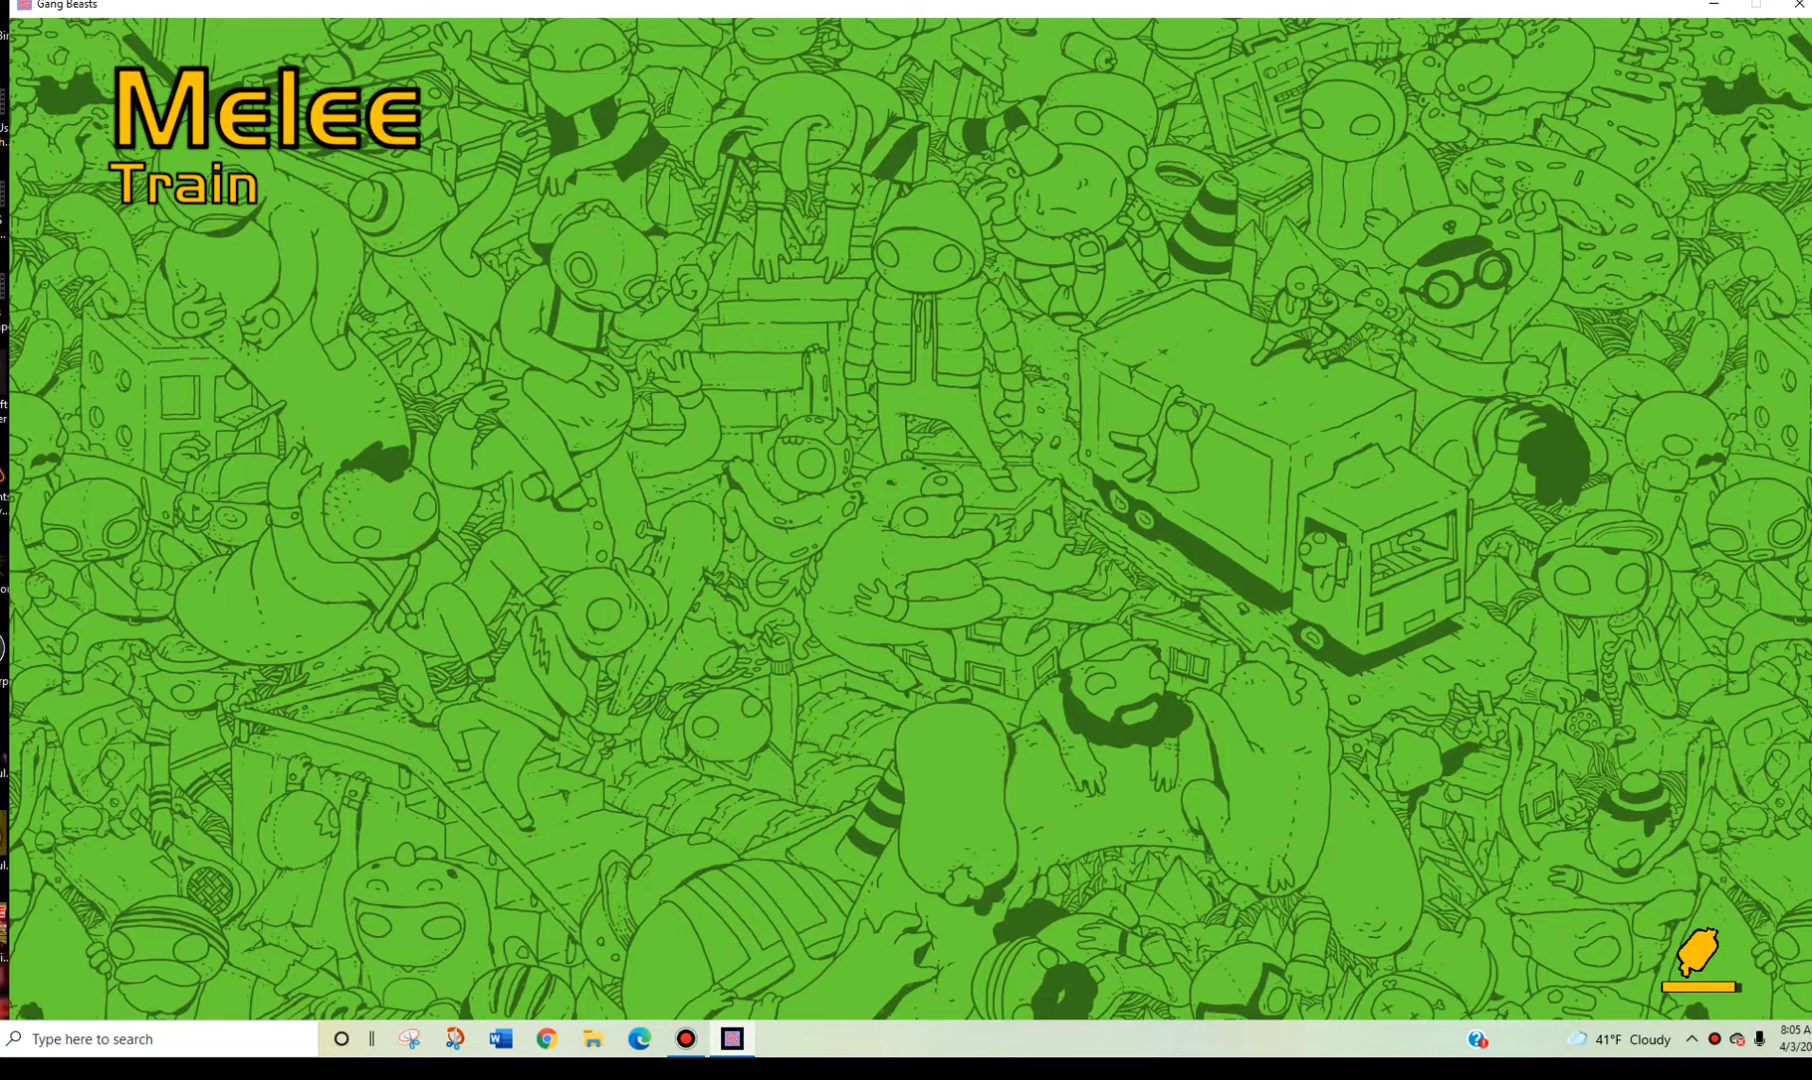 Gang Beasts
Melee
Train
Type here to search
41°F Cloudy
8:05 A
4/3/20